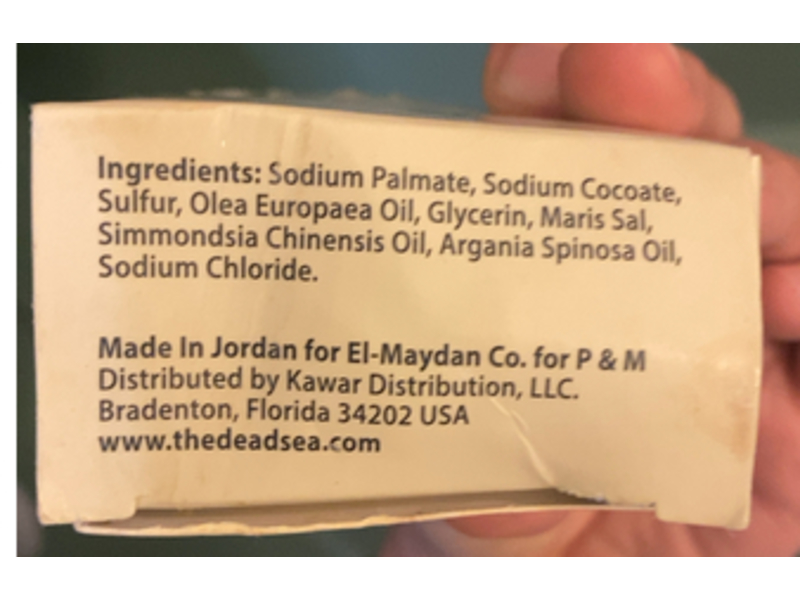 Ingredients: Sodium Palmate, Sodium Cocoate,
Sulfur, Olea Europaea Oil, Glycerin, Maris Sal,
Simmondsia Chinensis Oil, Argania Spinosa Oil,
Sodium Chloride.
Made In Jordan for El-Maydan Co. for P & M
Distributed by Kawar Distribution, LLC.
Bradenton, Florida 34202 USA
www.thedeadsea.com